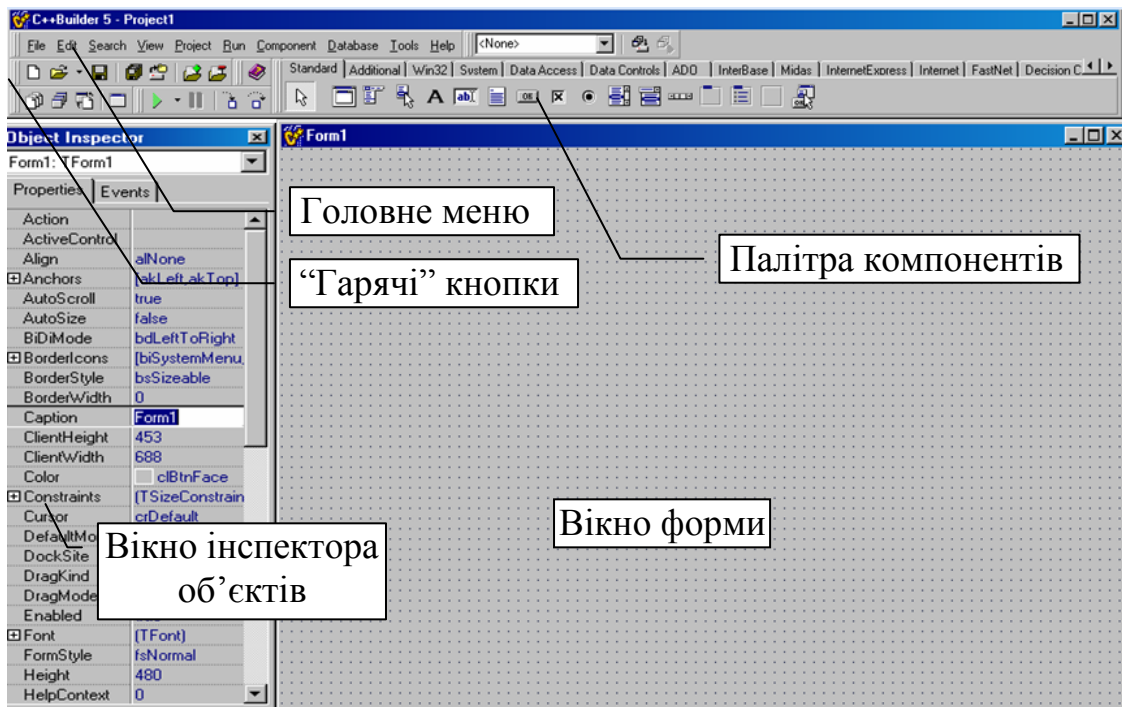 C++Builder 5 - Project1
File Edit Search View Project Run Component Database Tools Help <None>
Standard Additional Win32 System Data Access Data Controls ADO InterBase Midas InternetExpress Internet FastNet Decision C
Object Inspector
Form1: TForm1
Properties Events
Action
ActiveControl
Align alNone
Anchors [akLeft,akTop]
AutoScroll true
AutoSize false
BiDiMode bdLeftToRight
BorderIcons [biSystemMenu,
BorderStyle bsSizeable
BorderWidth 0
Caption Form1
ClientHeight 453
ClientWidth 688
Color clBtnFace
Constraints (TSizeConstrain
Cursor crDefault
DefaultMo
DockSite
DragKind
DragMode
Enabled
Font (TFont)
FormStyle fsNormal
Height 480
HelpContext 0
Form1
Головне меню
“Гарячі” кнопки
Палітра компонентів
Вікно форми
Вікно інспектора
об’єктів